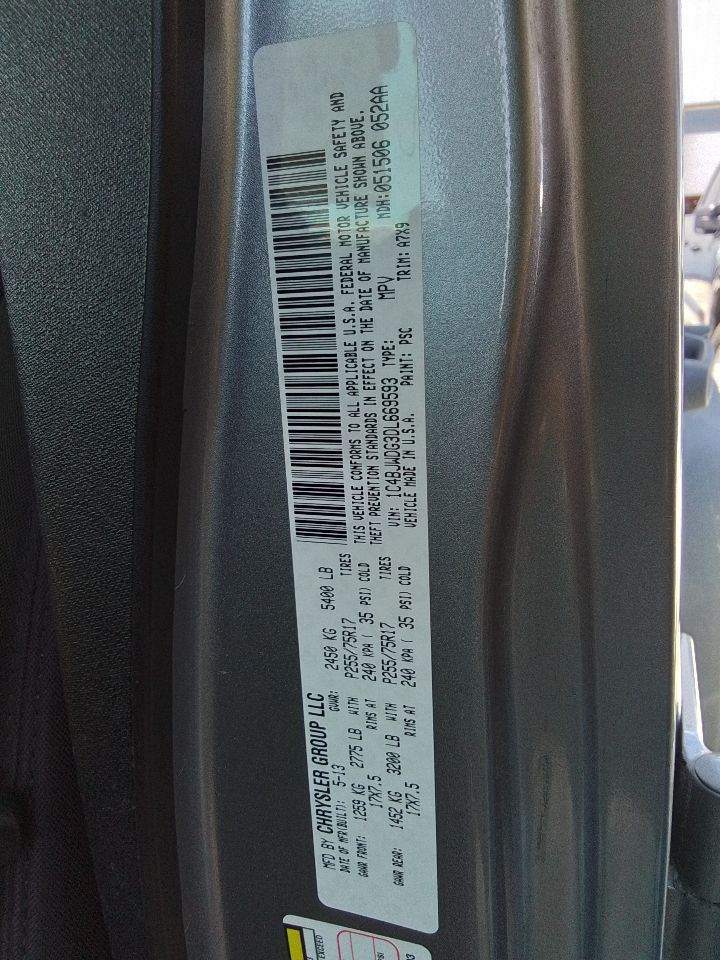 MFD BY CHRYSLER GROUP LLC
DATE OF MFR(BUILT): 5-13 GVWR: 2450 KG 5400 LB
GAWR FRONT: 1259 KG 2775 LB WITH P255/75R17 TIRES
17X7.5 RIMS AT 240 KPA ( 35 PSI) COLD
GAWR REAR: 1452 KG 3200 LB WITH P255/75R17 TIRES
17X7.5 RIMS AT 240 KPA ( 35 PSI) COLD
THIS VEHICLE CONFORMS TO ALL APPLICABLE U.S.A. FEDERAL MOTOR VEHICLE SAFETY AND
THEFT PREVENTION STANDARDS IN EFFECT ON THE DATE OF MANUFACTURE SHOWN ABOVE.
VIN: 1C4BJWDG3DL669593 TYPE: MPV MDH:051506 052AA
VEHICLE MADE IN U.S.A. PAINT: PSC TRIM: A7X9
EXCEED